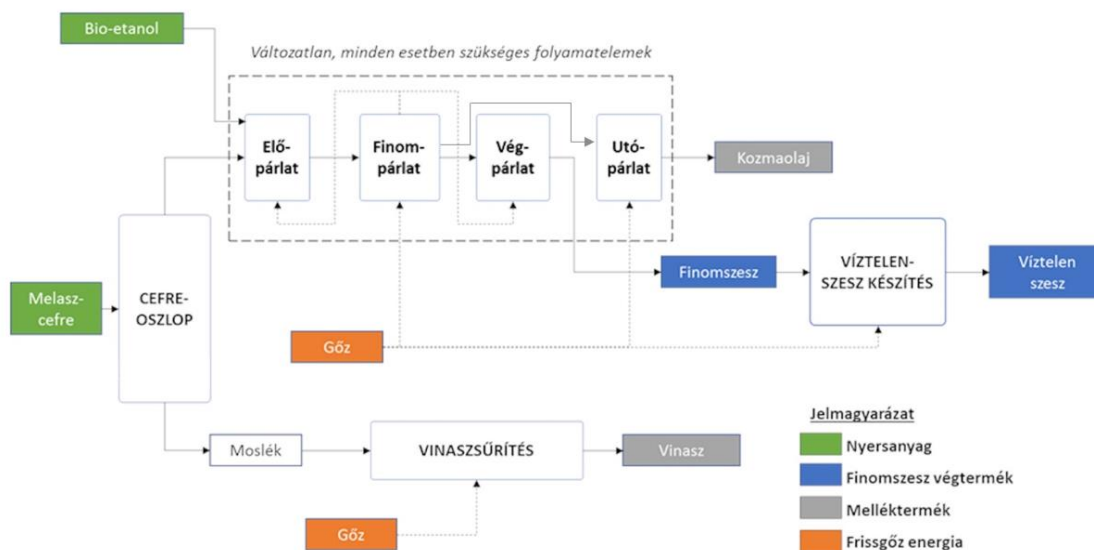 Bio-etanol
Változatlan, minden esetben szükséges folyamatelemek
Elő-
párlat
Finom-
párlat
Vég-
párlat
Utó-
párlat
Kozmaolaj
Melasz-
cefre
CEFRE-
OSZLOP
Finomszesz
VÍZTELEN-
SZESZ KÉSZÍTÉS
Víztelen
szesz
Gőz
Moslék
VINASZSŰRÍTÉS
Vinasz
Gőz
Jelmagyarázat
Nyersanyag
Finomszesz végtermék
Melléktermék
Frissgőz energia